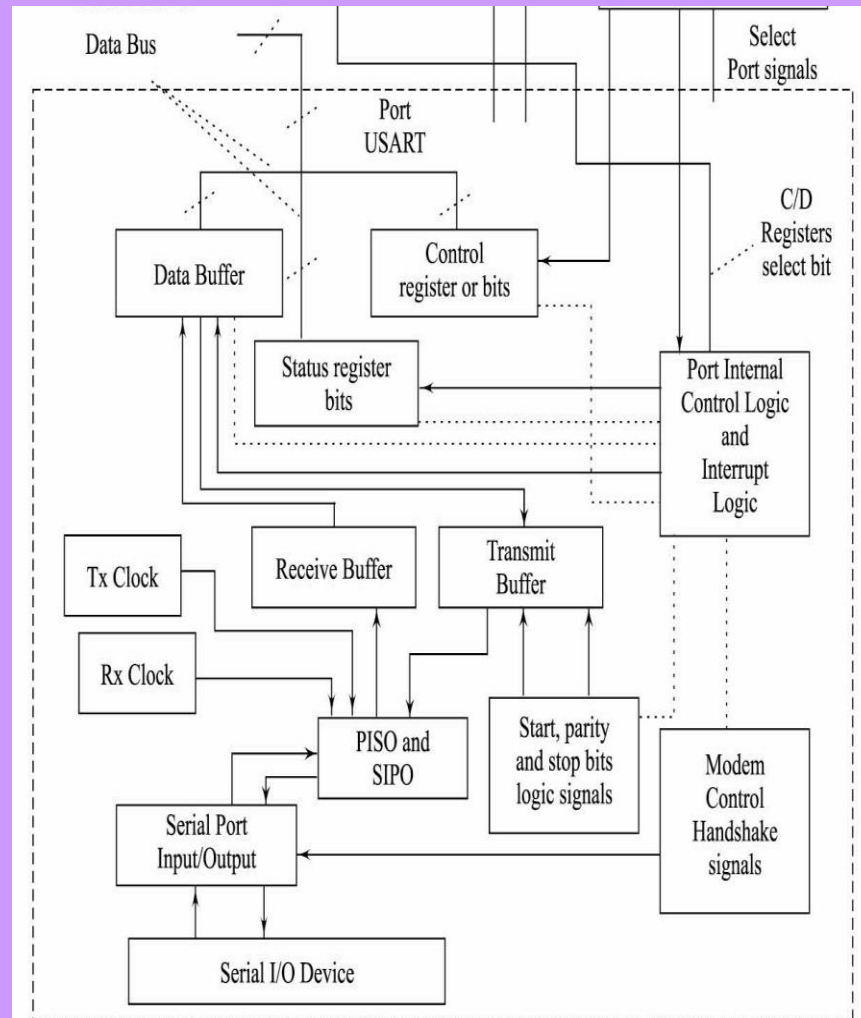 Data Bus
Select
Port signals
Port
USART
C/D
Registers
select bit
Data Buffer
Control
register or bits
Status register
bits
Port Internal
Control Logic
and
Interrupt
Logic
Receive Buffer
Transmit
Buffer
Tx Clock
Rx Clock
PISO and
SIPO
Start, parity
and stop bits
logic signals
Modem
Control
Handshake
signals
Serial Port
Input/Output
Serial I/O Device